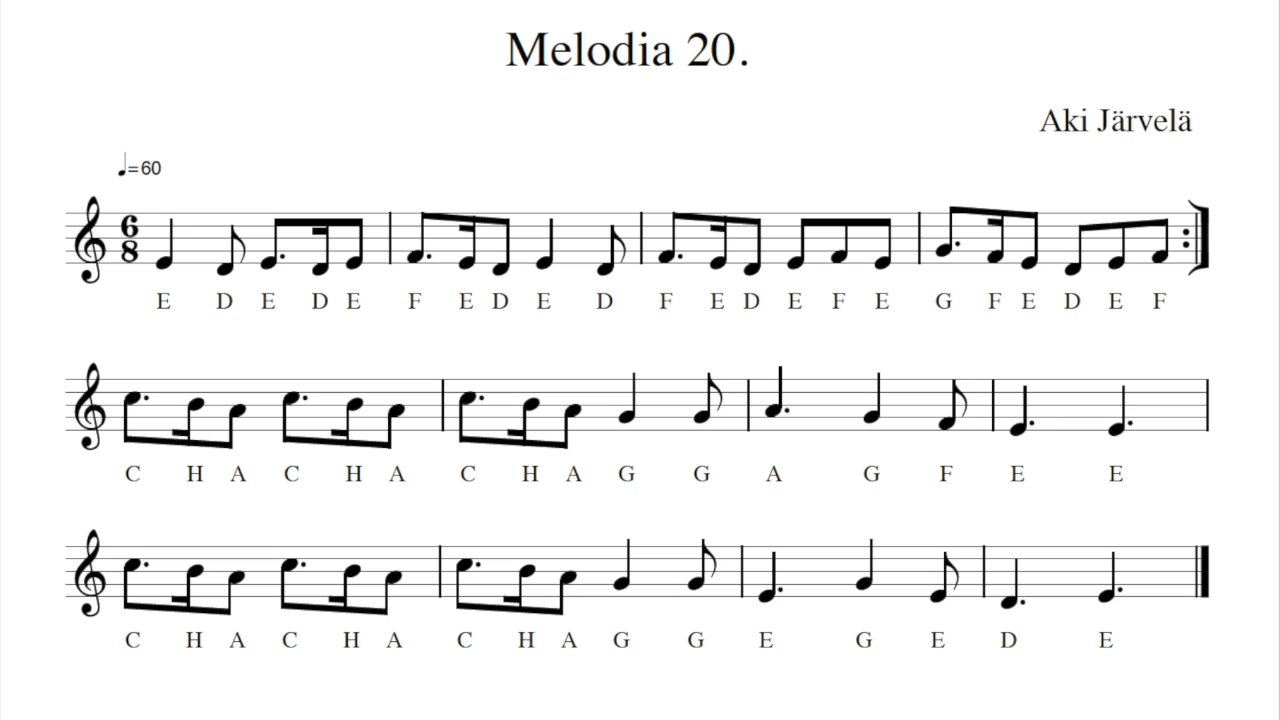 Melodia 20.
Aki Järvelä
♩=60
6
8
E D E D E F E D E D F E D E F E G F E D E F
C H A C H A C H A G G A G F E E
C H A C H A C H A G G E G E D E